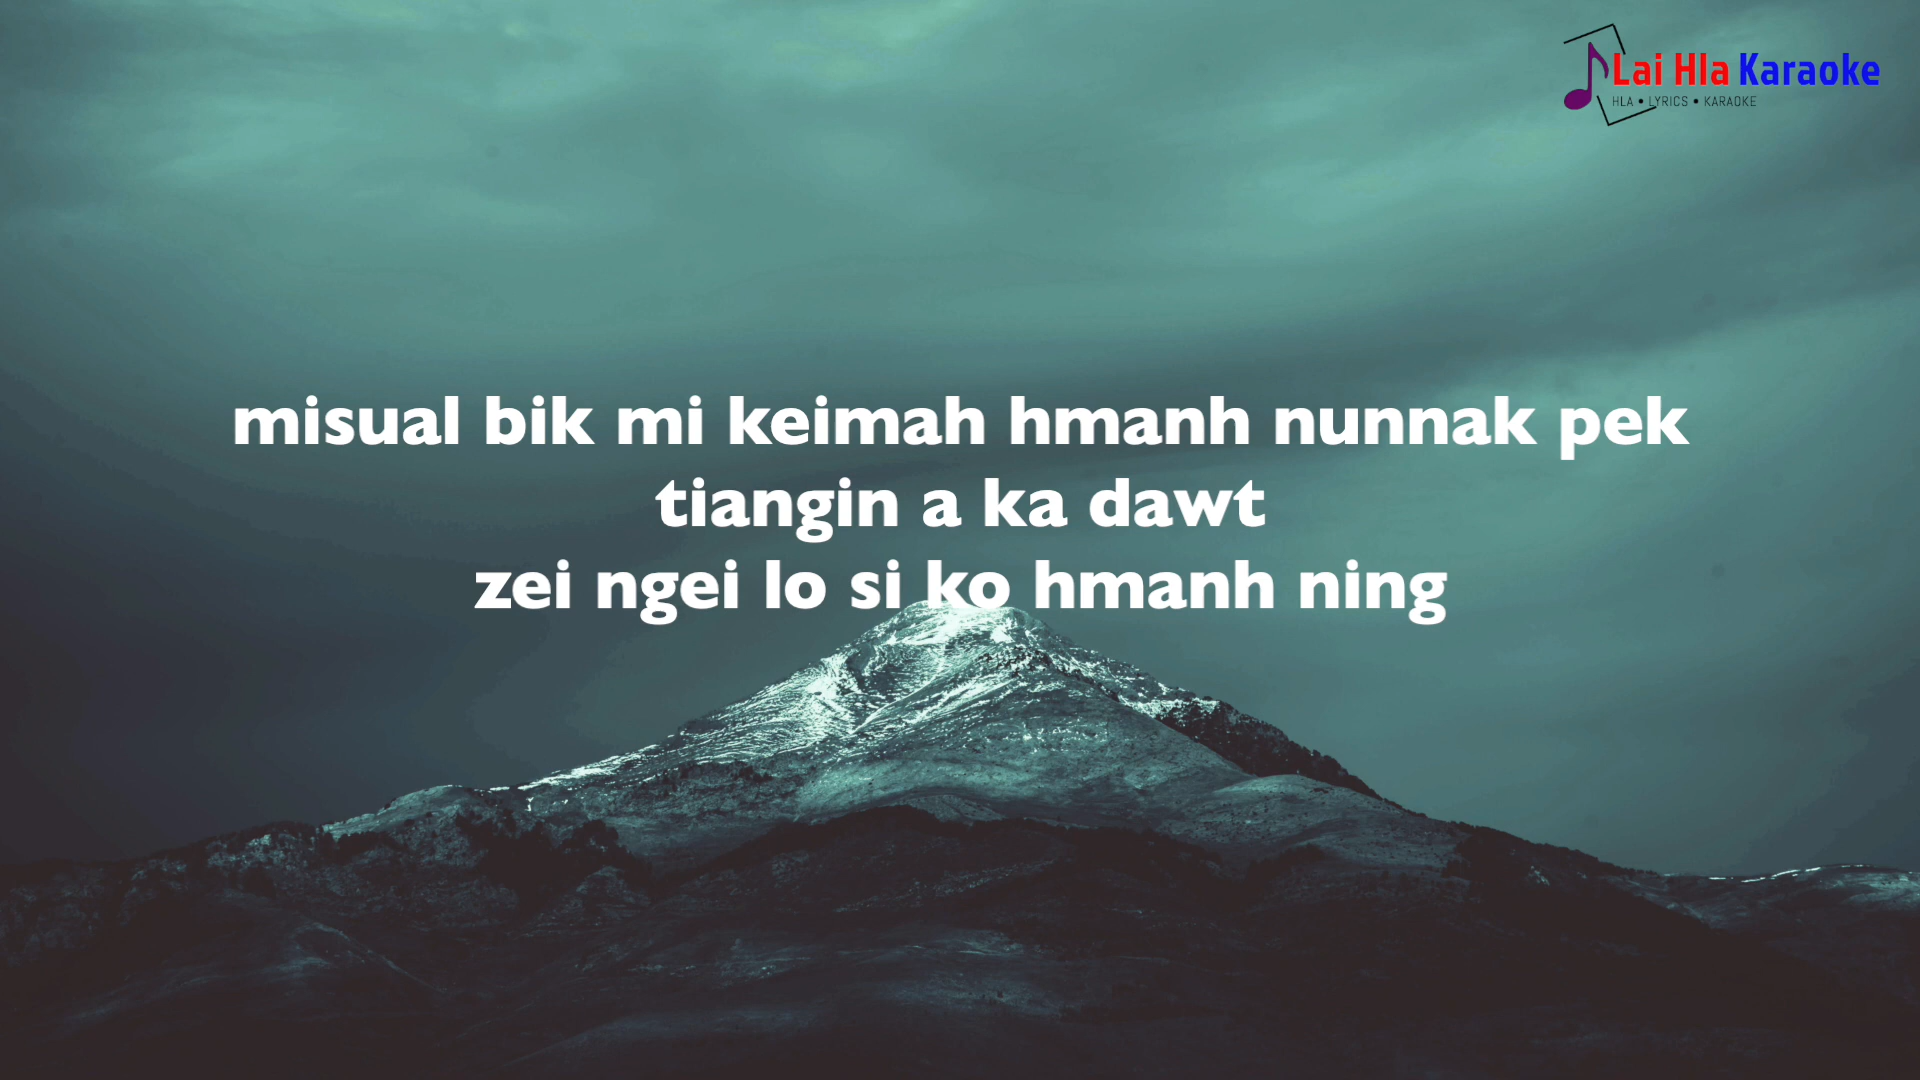 Lai Hla Karaoke
HLA • LYRICS • KARAOKE
misual bik mi keimah hmanh nunnak pek
tiangin a ka dawt
zei ngei lo si ko hmanh ning